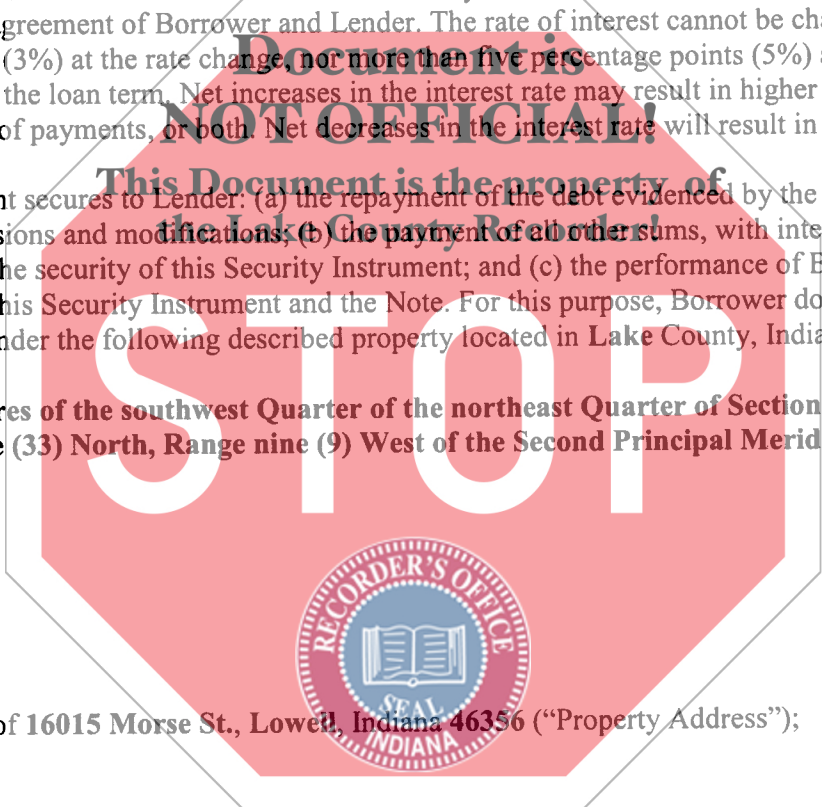 greement of Borrower and Lender. The rate of interest cannot be cha
(3%) at the rate change, nor more than five percentage points (5%) a
the loan term. Net increases in the interest rate may result in higher
of payments, or both. Net decreases in the interest rate will result in
Document is
NOT OFFICIAL!
This Document is the property of
the Lake County Recorder!
t secures to Lender: (a) the repayment of the debt evidenced by the
sions and modifications; (b) the payment of all other sums, with inte
he security of this Security Instrument; and (c) the performance of B
his Security Instrument and the Note. For this purpose, Borrower do
nder the following described property located in Lake County, India
res of the southwest Quarter of the northeast Quarter of Section
e (33) North, Range nine (9) West of the Second Principal Merid
STOP
RECORDER'S OFFICE
SEAL
INDIANA
of 16015 Morse St., Lowell, Indiana 46356 (“Property Address”);